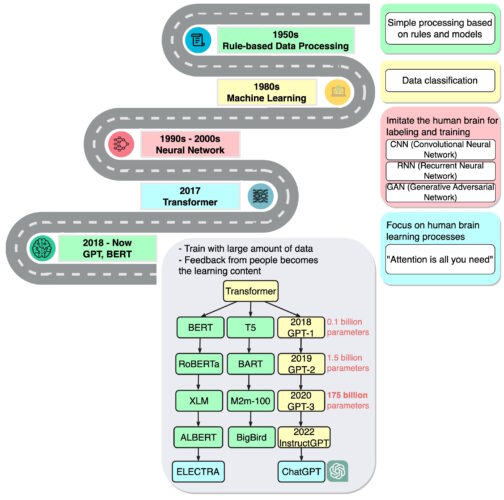 1950s
Rule-based Data Processing
Simple processing based
on rules and models
1980s
Machine Learning
Data classification
1990s - 2000s
Neural Network
Imitate the human brain for
labeling and training
CNN (Convolutional Neural
Network)
RNN (Recurrent Neural
Network)
GAN (Generative Adversarial
Network)
2017
Transformer
Focus on human brain
learning processes
"Attention is all you need"
2018 - Now
GPT, BERT
- Train with large amount of data
- Feedback from people becomes
the learning content
Transformer
BERT
T5
2018
GPT-1
0.1 billion
parameters
RoBERTa
BART
2019
GPT-2
1.5 billion
parameters
XLM
M2m-100
2020
GPT-3
175 billion
parameters
ALBERT
BigBird
2022
InstructGPT
ELECTRA
ChatGPT